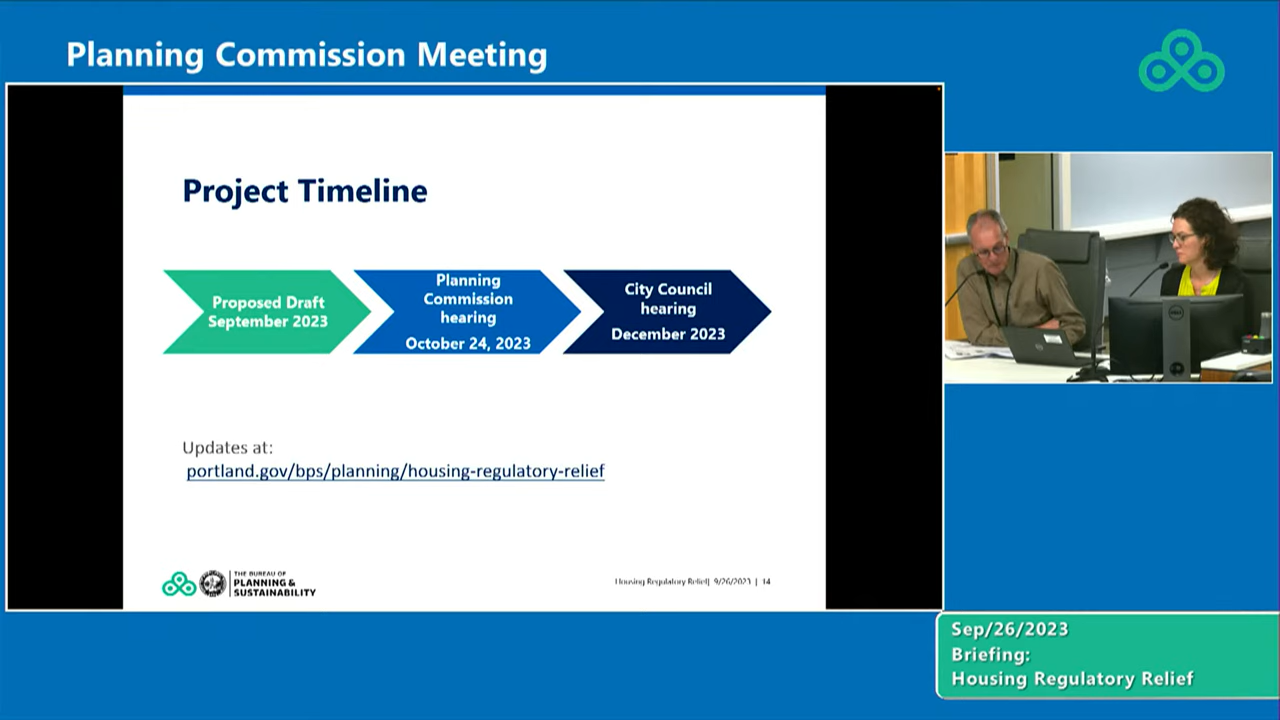 Planning Commission Meeting
Project Timeline
Proposed Draft
September 2023
Planning
Commission
hearing
October 24, 2023
City Council
hearing
December 2023
Updates at:
portland.gov/bps/planning/housing-regulatory-relief
THE BUREAU OF
PLANNING &
SUSTAINABILITY
Housing Regulatory Relief| 9/26/2023 | 14
Sep/26/2023
Briefing:
Housing Regulatory Relief